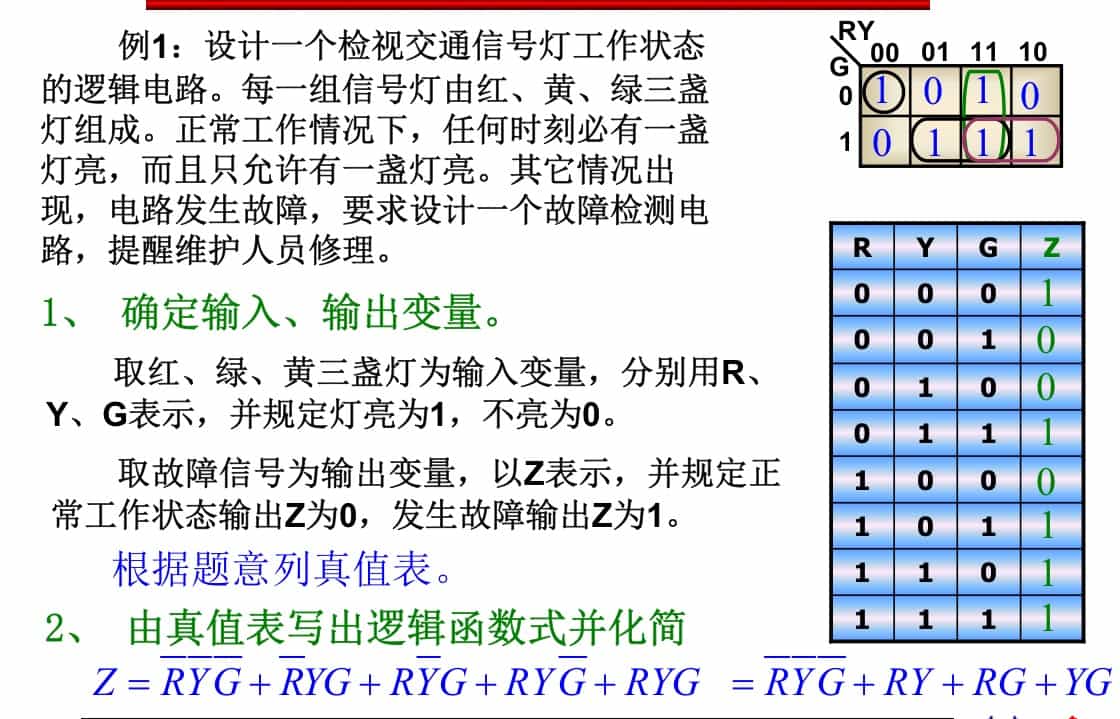 例1：设计一个检视交通信号灯工作状态
的逻辑电路。每一组信号灯由红、黄、绿三盏
灯组成。正常工作情况下，任何时刻必有一盏
灯亮，而且只允许有一盏灯亮。其它情况出
现，电路发生故障，要求设计一个故障检测电
路，提醒维护人员修理。
1、 确定输入、输出变量。
取红、绿、黄三盏灯为输入变量，分别用R、
Y、G表示，并规定灯亮为1，不亮为0。
取故障信号为输出变量，以Z表示，并规定正
常工作状态输出Z为0，发生故障输出Z为1。
根据题意列真值表。
2、 由真值表写出逻辑函数式并化简
Z = R̅Y̅G̅ + R̅YG + RY̅G + RYG̅ + RYG = R̅Y̅G̅ + RY + RG + YG
RY
G 00 01 11 10
0 1 0 1 0
1 0 1 1 1
R Y G Z
0 0 0 1
0 0 1 0
0 1 0 0
0 1 1 1
1 0 0 0
1 0 1 1
1 1 0 1
1 1 1 1